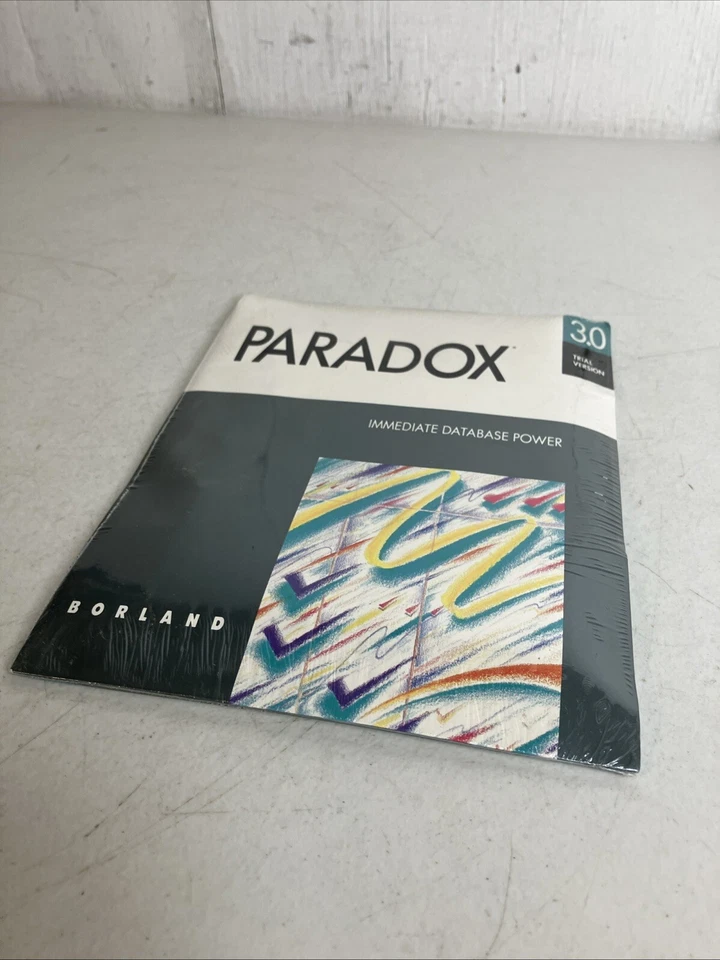 PARADOX
3.0
TRIAL
VERSION
IMMEDIATE DATABASE POWER
BORLAND